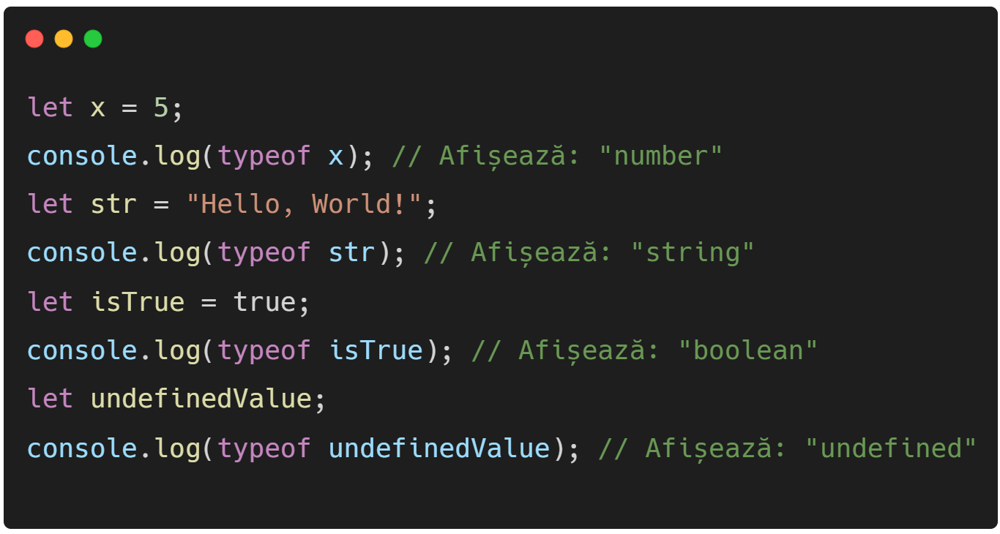 let x = 5;
console.log(typeof x); // Afișează: "number"
let str = "Hello, World!";
console.log(typeof str); // Afișează: "string"
let isTrue = true;
console.log(typeof isTrue); // Afișează: "boolean"
let undefinedValue;
console.log(typeof undefinedValue); // Afișează: "undefined"